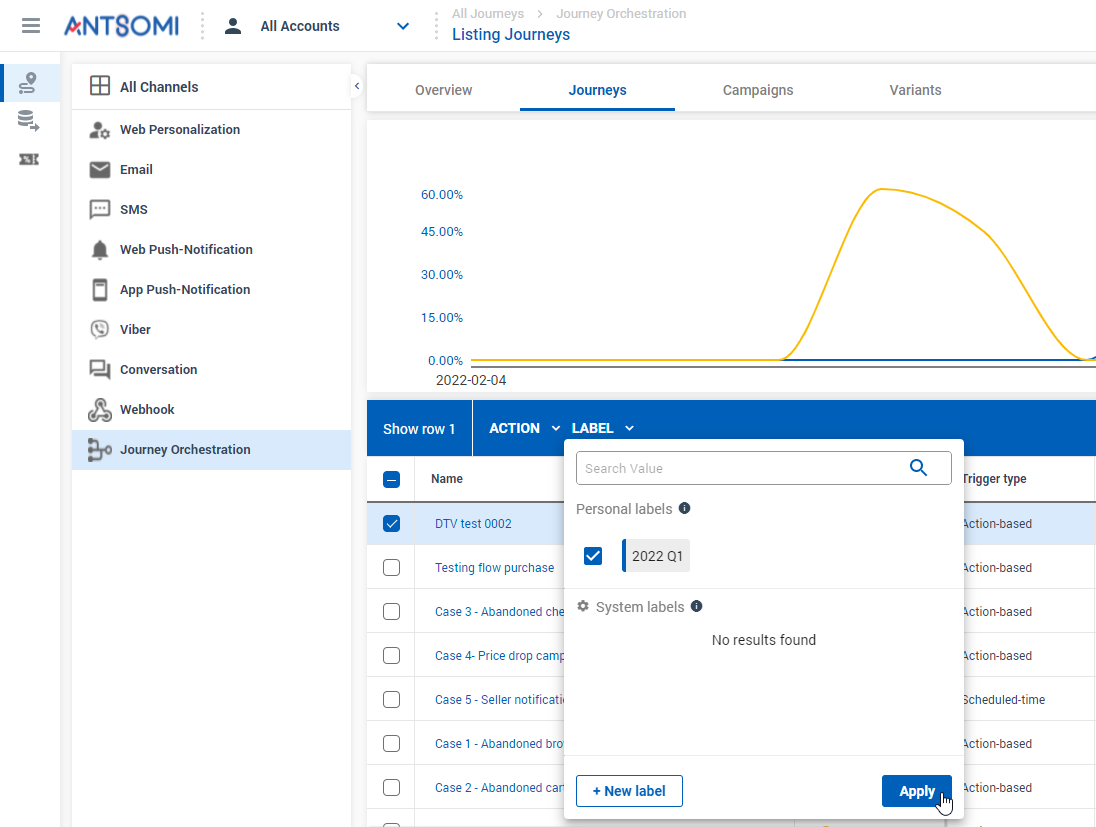 ANTSOMI
All Accounts
All Journeys > Journey Orchestration
Listing Journeys
All Channels
Web Personalization
Email
SMS
Web Push-Notification
App Push-Notification
Viber
Conversation
Webhook
Journey Orchestration
Overview Journeys Campaigns Variants
60.00%
45.00%
30.00%
15.00%
0.00%
2022-02-04
Show row 1 ACTION LABEL
Name Trigger type
DTV test 0002 Action-based
Testing flow purchase Action-based
Case 3 - Abandoned che Action-based
Case 4- Price drop camp Action-based
Case 5 - Seller notificati Scheduled-time
Case 1 - Abandoned bro Action-based
Case 2 - Abandoned cart Action-based
Search Value
Personal labels
2022 Q1
System labels
No results found
+ New label
Apply